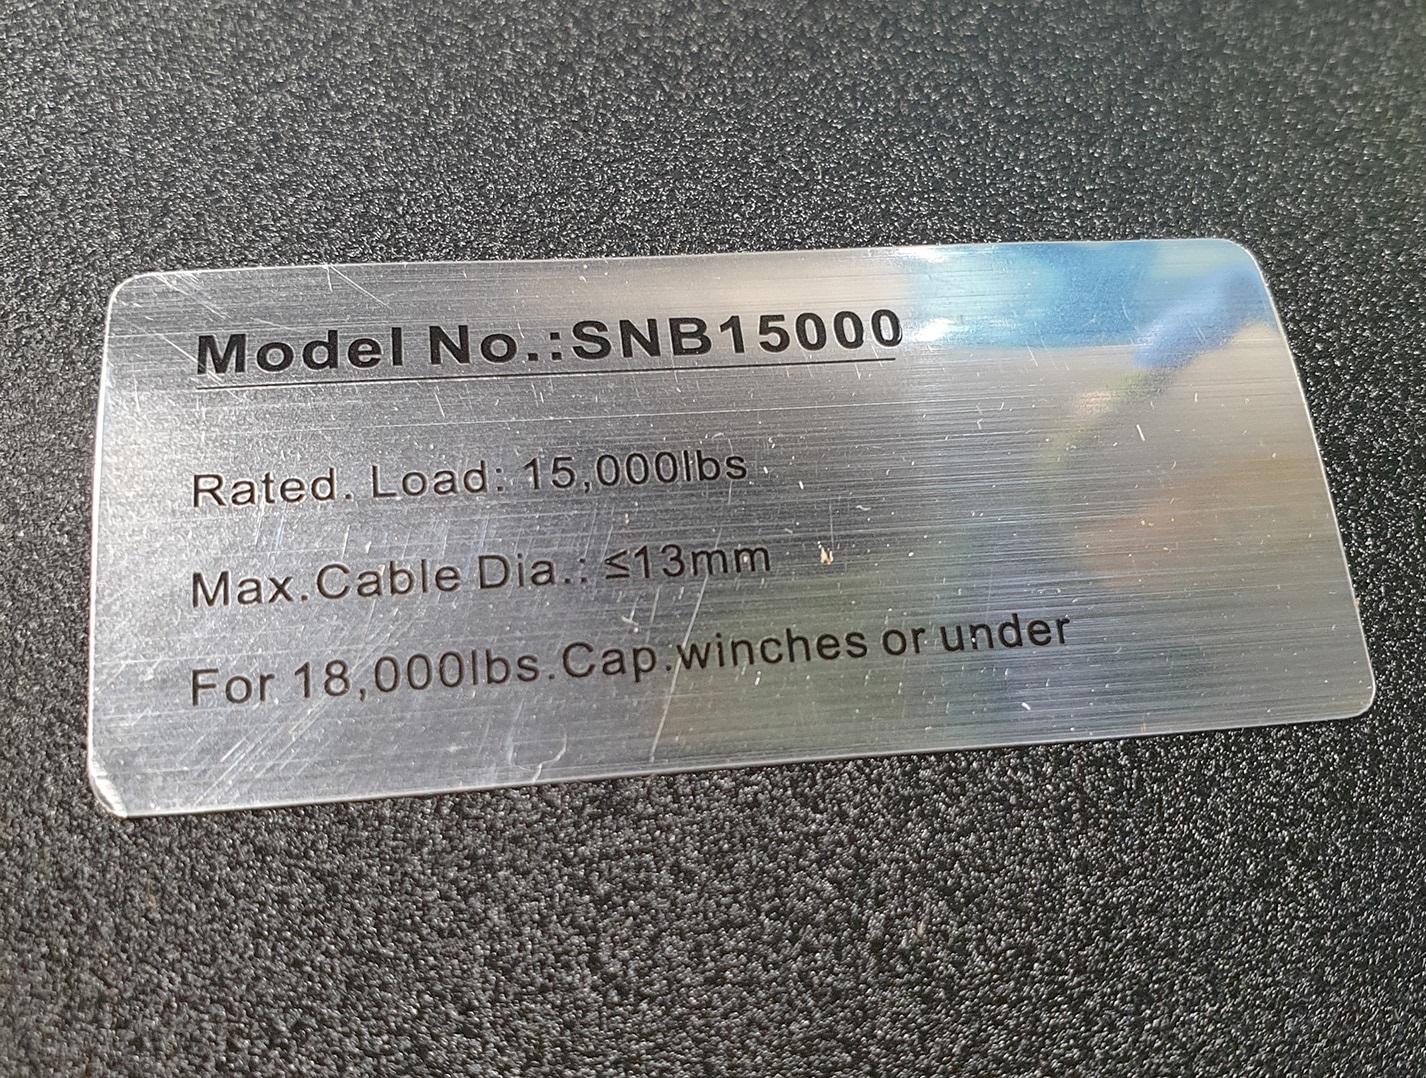 Model No.:SNB15000
Rated. Load: 15,000lbs
Max.Cable Dia.: ≤13mm
For 18,000lbs.Cap.winches or under